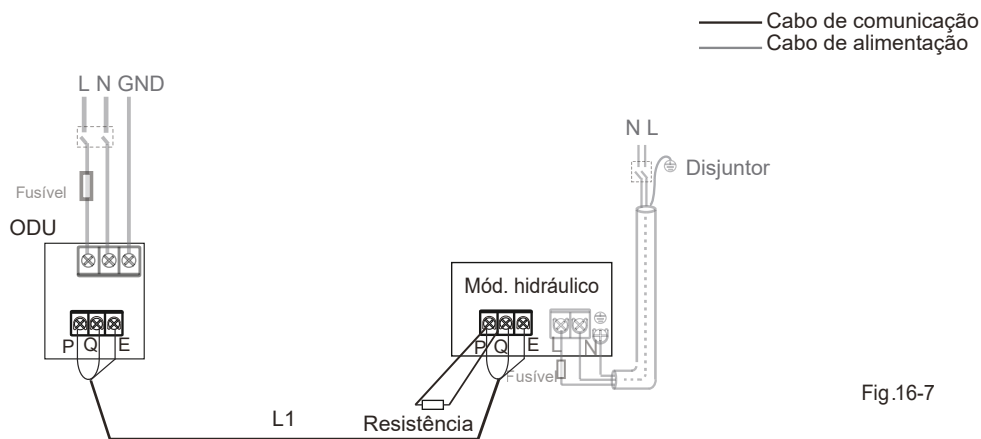 Cabo de comunicação
Cabo de alimentação
L N GND
N L
Disjuntor
Fusível
ODU
Mód. hidráulico
P Q E
P Q E
L N
Fusível
L1
Resistência
Fig.16-7